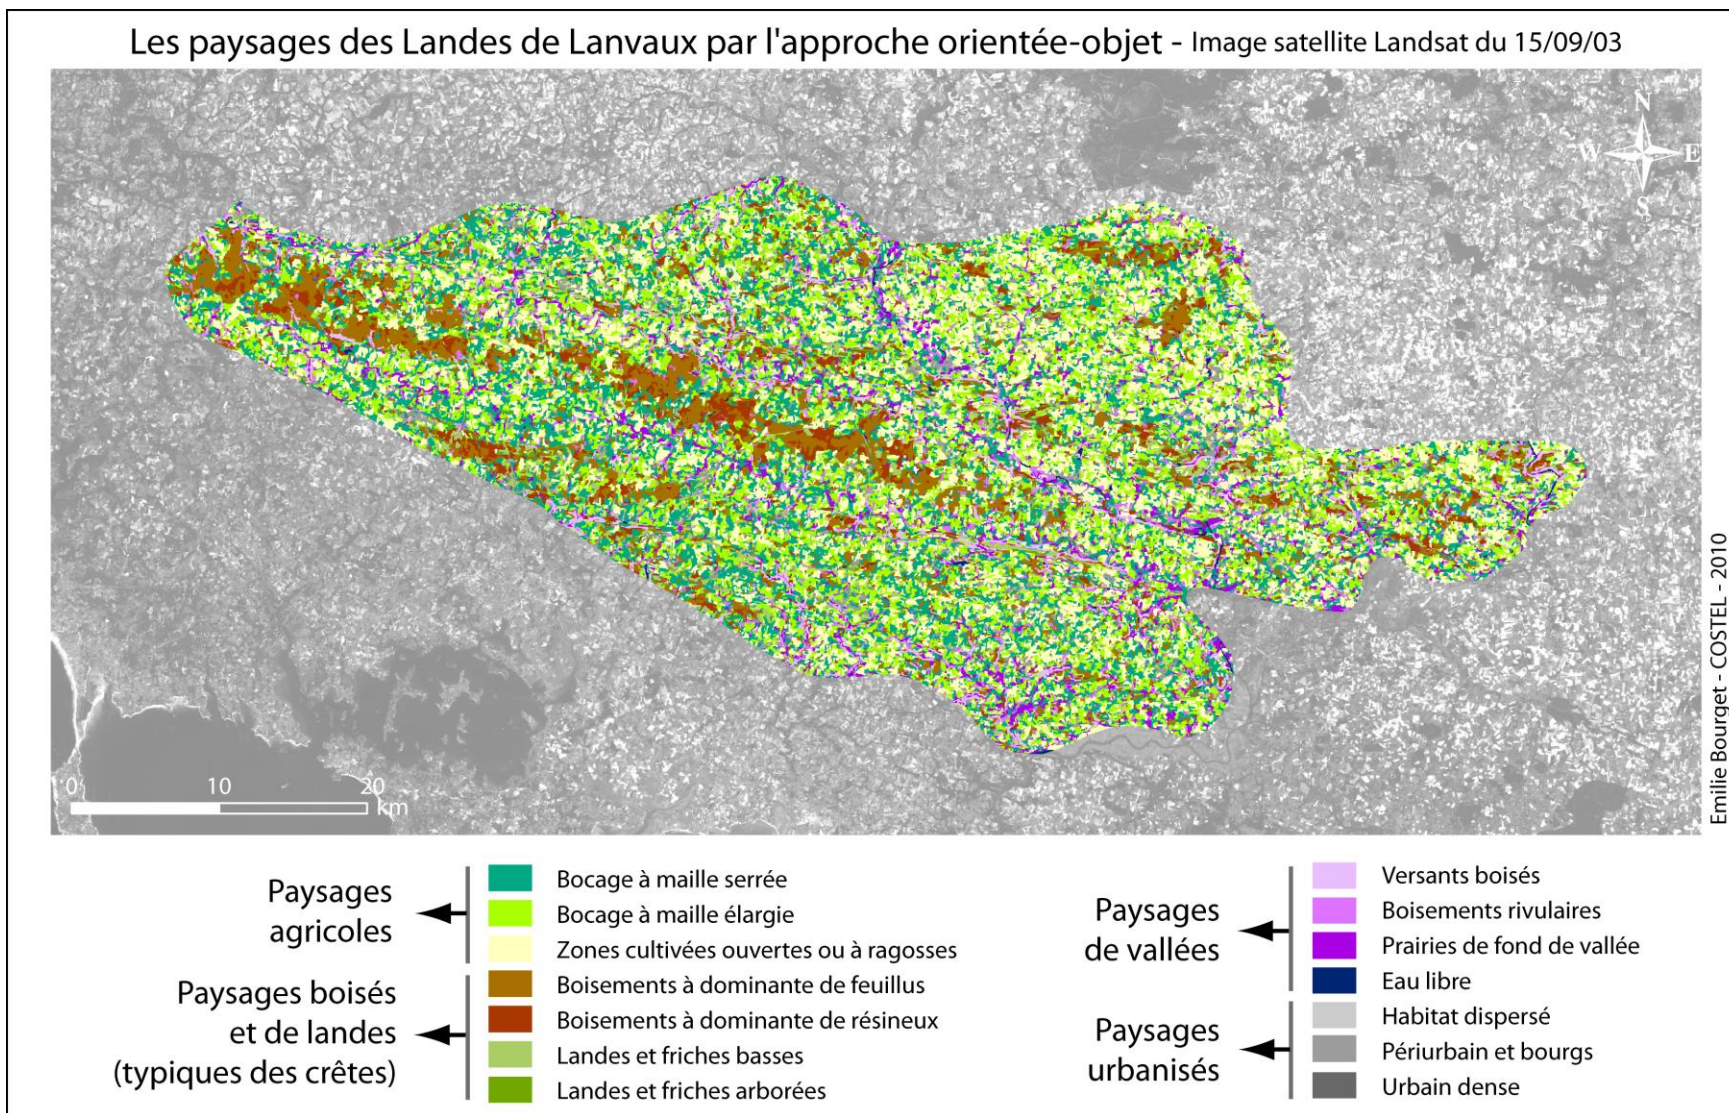 Les paysages des Landes de Lanvaux par l'approche orientée-objet - Image satellite Landsat du 15/09/03
N
W E
S
0 10 20
km
Emilie Bourget - COSTEL - 2010
Paysages
agricoles
Bocage à maille serrée
Bocage à maille élargie
Zones cultivées ouvertes ou à ragosses
Paysages boisés
et de landes
(typiques des crêtes)
Boisements à dominante de feuillus
Boisements à dominante de résineux
Landes et friches basses
Landes et friches arborées
Paysages
de vallées
Versants boisés
Boisements rivulaires
Prairies de fond de vallée
Eau libre
Paysages
urbanisés
Habitat dispersé
Périurbain et bourgs
Urbain dense